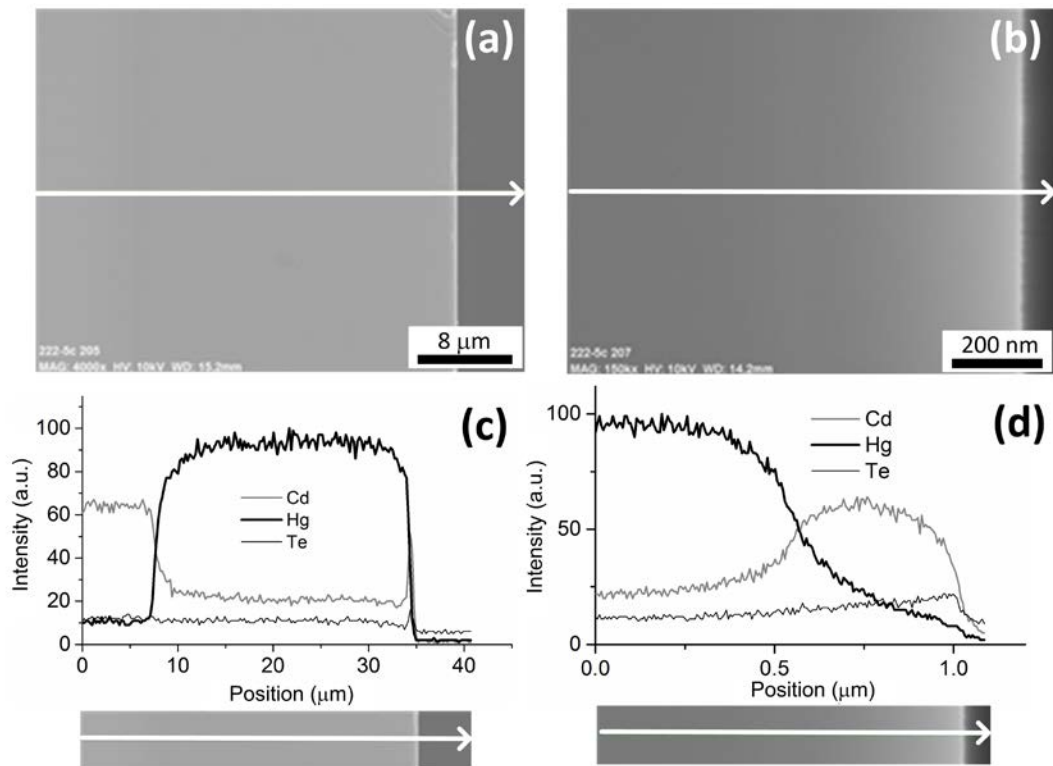 (a)
222-5c 205
MAG: 4000x HV: 10kV WD: 15.2mm
8 μm
(b)
222-5c 207
MAG: 150kx HV: 10kV WD: 14.2mm
200 nm
(c)
100
80
60
40
20
0
Intensity (a.u.)
Cd
Hg
Te
0 10 20 30 40
Position (μm)
(d)
100
50
0
Intensity (a.u.)
Cd
Hg
Te
0.0 0.5 1.0
Position (μm)